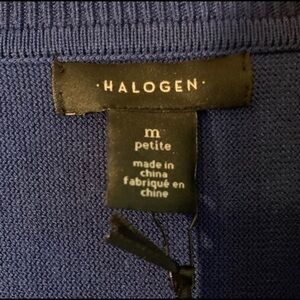 · HALOGEN ·
m
petite
made in
china
fabriqué en
chine